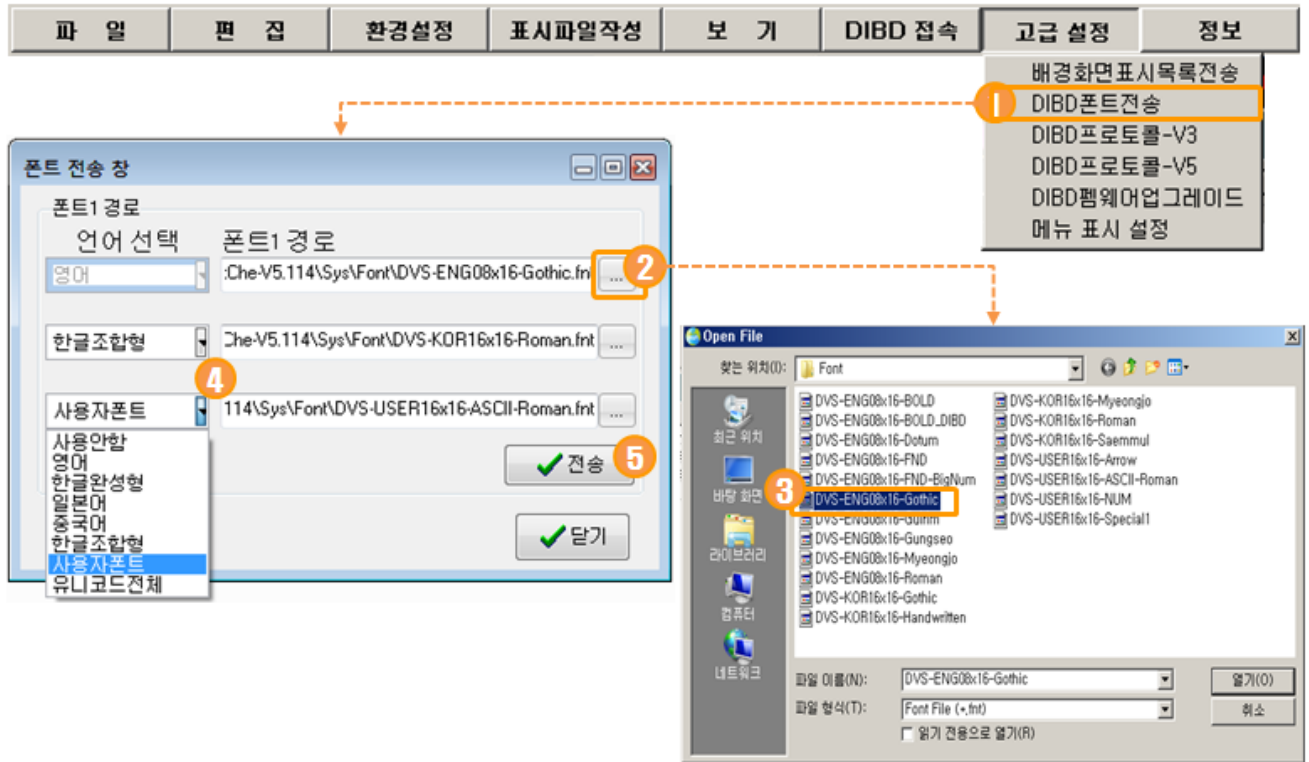 파 일 편 집 환경설정 표시파일작성 보 기 DIBD 접속 고급 설정 정보
배경화면표시목록전송
1 DIBD폰트전송
DIBD프로토콜-V3
DIBD프로토콜-V5
DIBD펌웨어업그레이드
메뉴 표시 설정
폰트 전송 창
폰트1 경로
언어 선택 폰트1 경로
영어 :Che-V5.114\Sys\Font\DVS-ENG08x16-Gothic.fn ... 2
한글조합형 Che-V5.114\Sys\Font\DVS-KOR16x16-Roman.fnt ...
4
사용자폰트 114\Sys\Font\DVS-USER16x16-ASCII-Roman.fnt ...
사용안함
영어
한글완성형
일본어
중국어
한글조합형
사용자폰트
유니코드전체
전송 5
닫기
Open File
찾는 위치(I): Font
최근 위치
바탕 화면
라이브러리
컴퓨터
네트워크
DVS-ENG08x16-BOLD
DVS-ENG08x16-BOLD_DIBD
DVS-ENG08x16-Dotum
DVS-ENG08x16-FND
DVS-ENG08x16-FND-BigNum
3 DVS-ENG08x16-Gothic
DVS-ENG08x16-Gulim
DVS-ENG08x16-Gungseo
DVS-ENG08x16-Myeongjo
DVS-ENG08x16-Roman
DVS-KOR16x16-Gothic
DVS-KOR16x16-Handwritten
DVS-KOR16x16-Myeongjo
DVS-KOR16x16-Roman
DVS-KOR16x16-Saemmul
DVS-USER16x16-Arrow
DVS-USER16x16-ASCII-Roman
DVS-USER16x16-NUM
DVS-USER16x16-Special1
파일 이름(N): DVS-ENG08x16-Gothic 열기(O)
파일 형식(T): Font File (*.fnt) 취소
읽기 전용으로 열기(R)